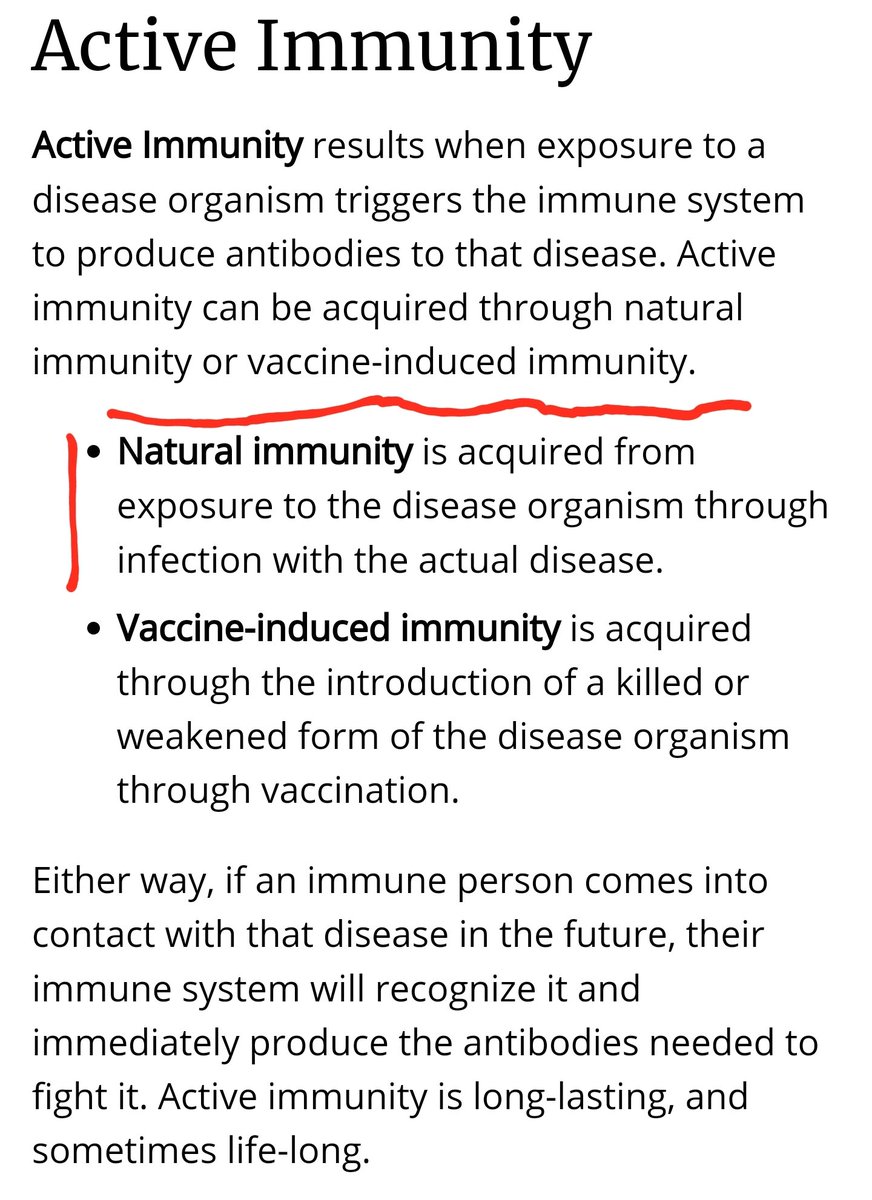 Active Immunity
Active Immunity results when exposure to a
disease organism triggers the immune system
to produce antibodies to that disease. Active
immunity can be acquired through natural
immunity or vaccine-induced immunity.
• Natural immunity is acquired from
exposure to the disease organism through
infection with the actual disease.
• Vaccine-induced immunity is acquired
through the introduction of a killed or
weakened form of the disease organism
through vaccination.
Either way, if an immune person comes into
contact with that disease in the future, their
immune system will recognize it and
immediately produce the antibodies needed to
fight it. Active immunity is long-lasting, and
sometimes life-long.